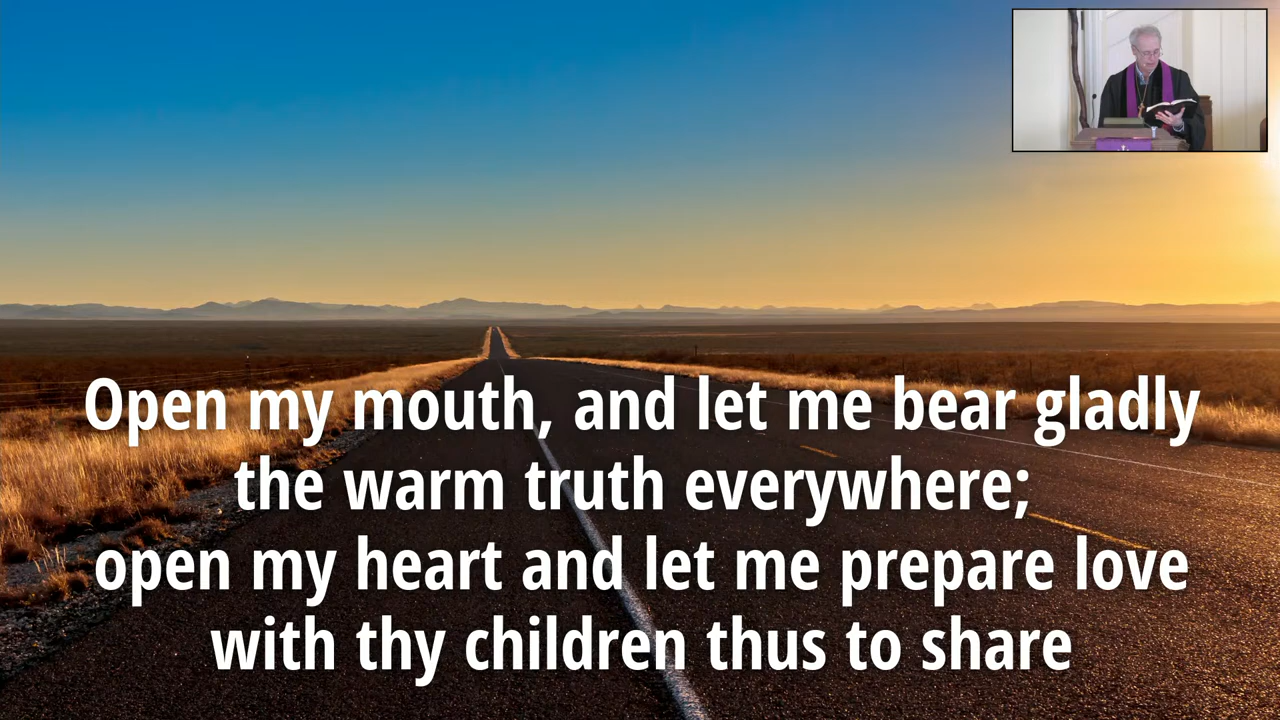 Open my mouth, and let me bear gladly
the warm truth everywhere;
open my heart and let me prepare love
with thy children thus to share